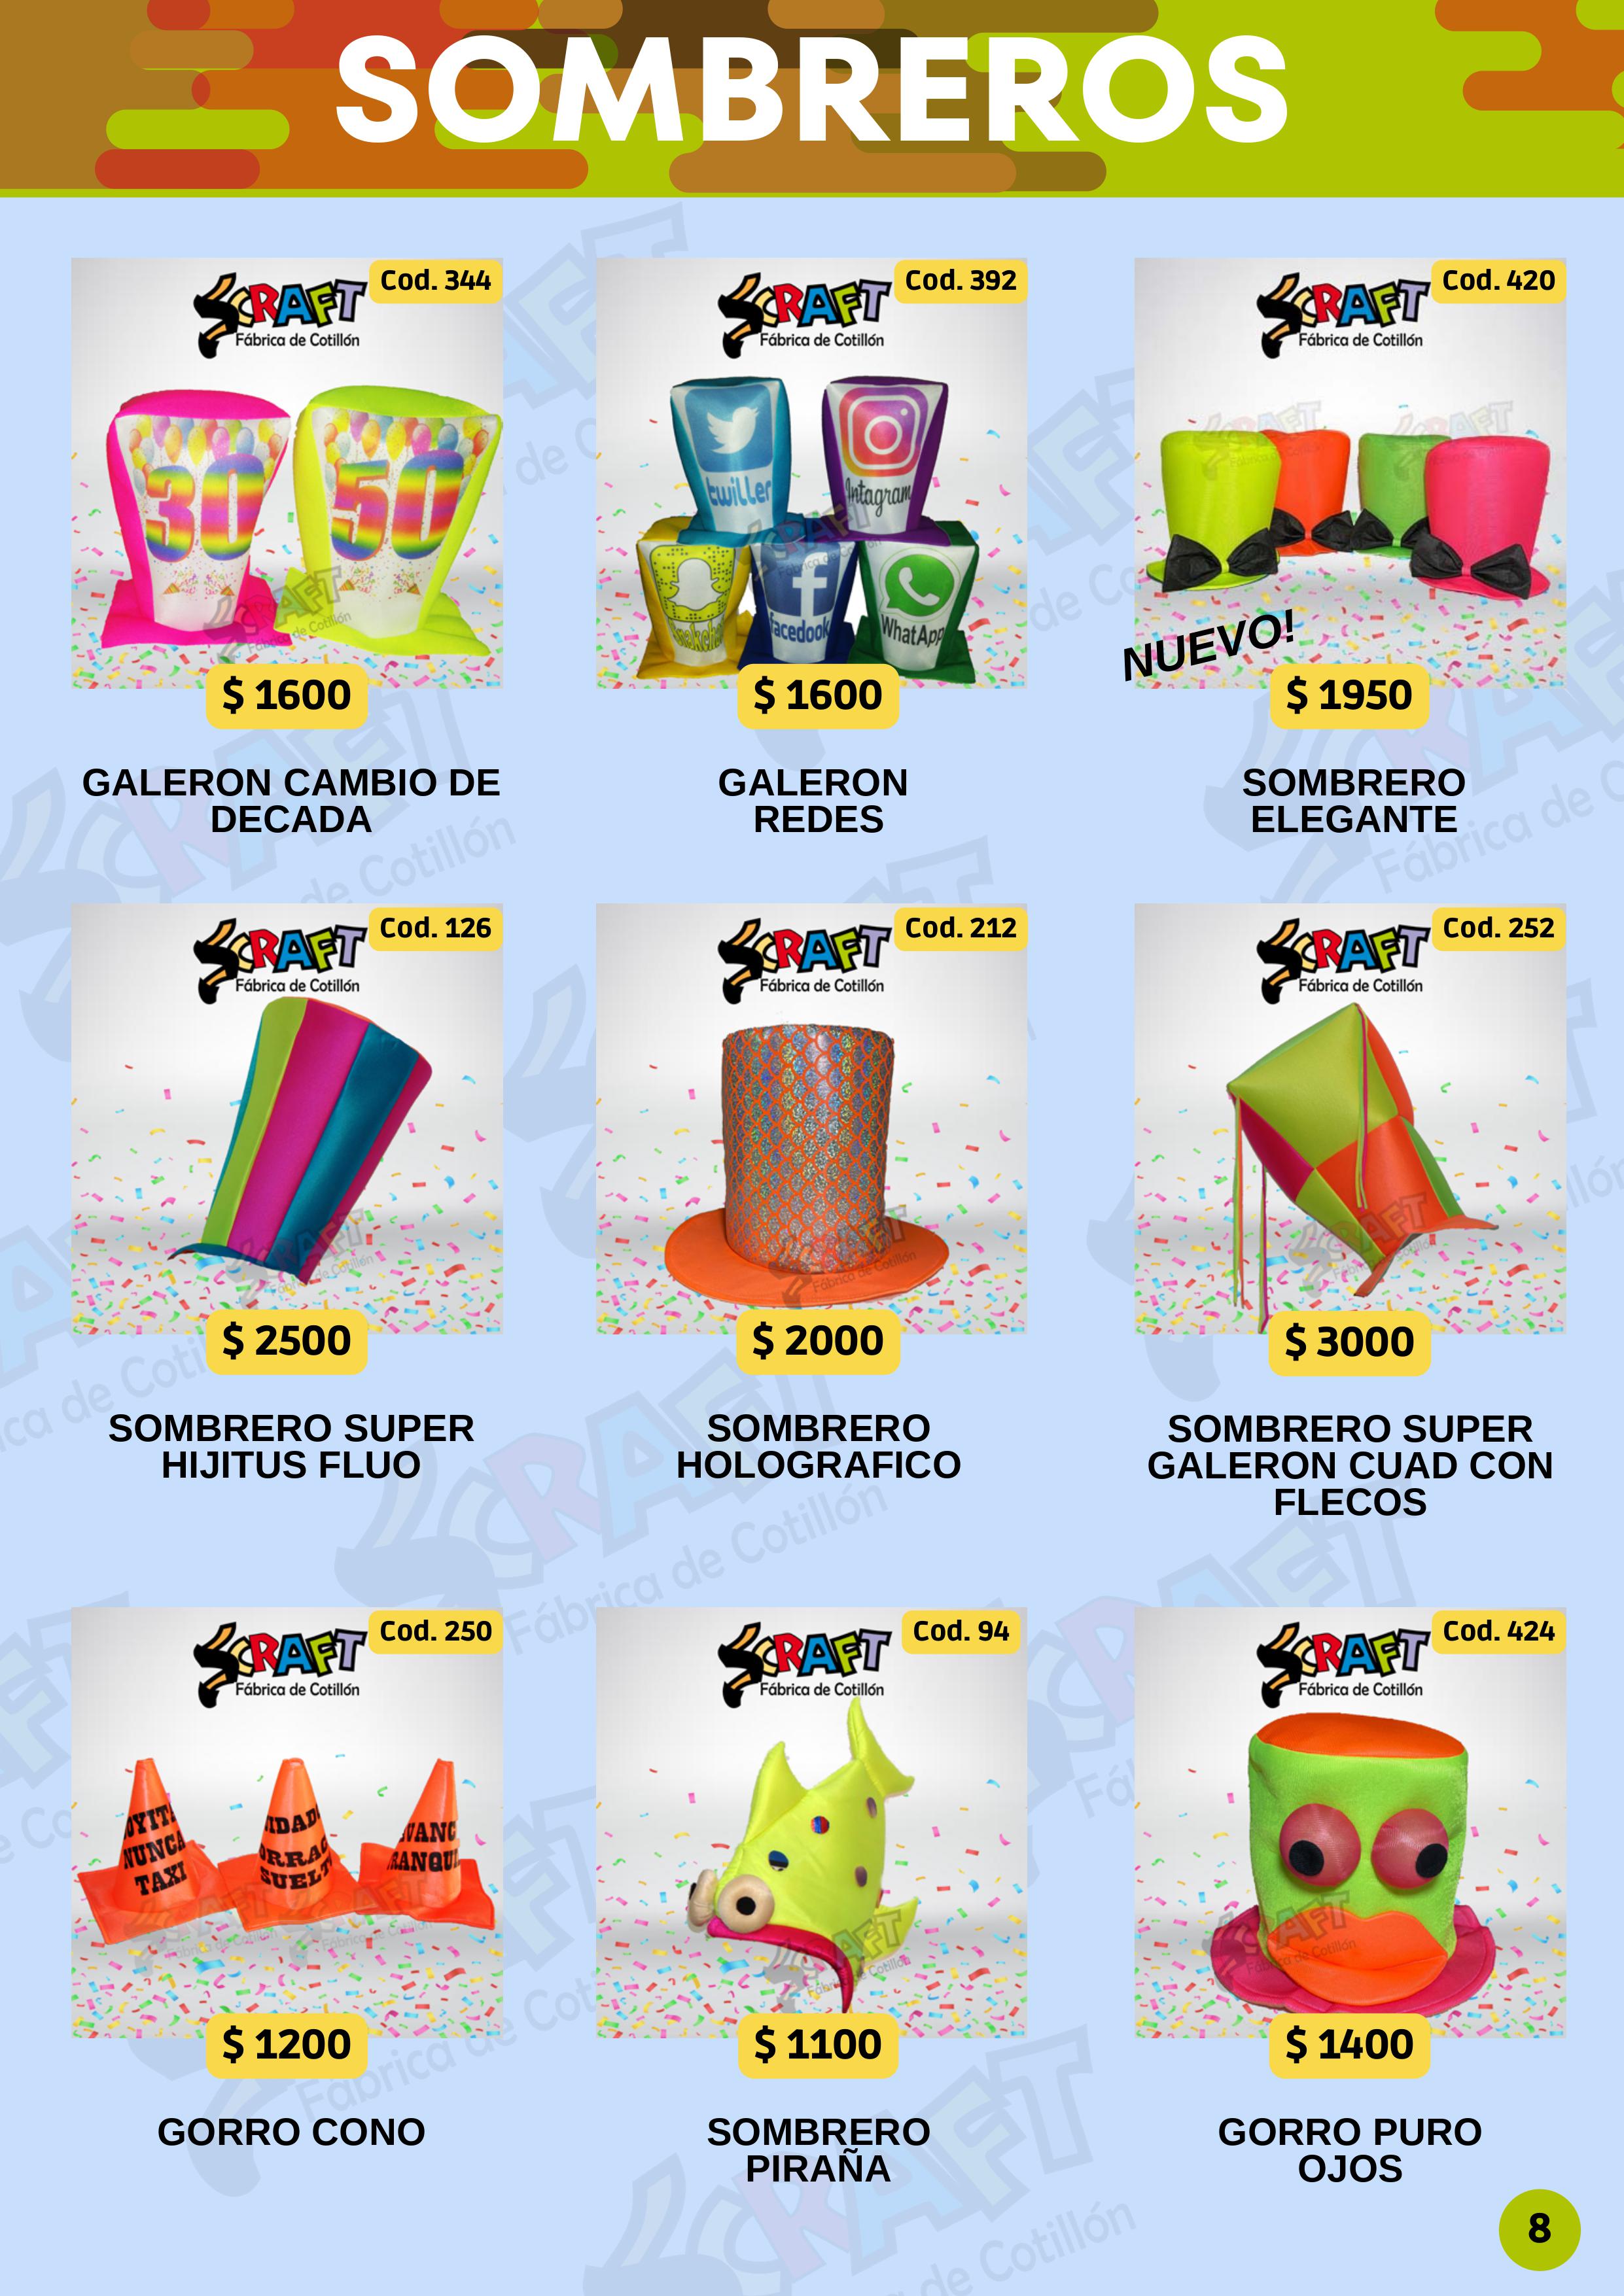 SOMBREROS
CRAFT
Fábrica de Cotillón
Cod. 344
30
50
$ 1600
GALERON CAMBIO DE
DECADA
CRAFT
Fábrica de Cotillón
Cod. 392
twiller
Intagram
facedook
WhatApp
$ 1600
GALERON
REDES
CRAFT
Fábrica de Cotillón
Cod. 420
NUEVO!
$ 1950
SOMBRERO
ELEGANTE
CRAFT
Fábrica de Cotillón
Cod. 126
$ 2500
SOMBRERO SUPER
HIJITUS FLUO
CRAFT
Fábrica de Cotillón
Cod. 212
$ 2000
SOMBRERO
HOLOGRAFICO
CRAFT
Fábrica de Cotillón
Cod. 252
$ 3000
SOMBRERO SUPER
GALERON CUAD CON
FLECOS
CRAFT
Fábrica de Cotillón
Cod. 250
NUNCA
TAXI
$ 1200
GORRO CONO
CRAFT
Fábrica de Cotillón
Cod. 94
$ 1100
SOMBRERO
PIRAÑA
CRAFT
Fábrica de Cotillón
Cod. 424
$ 1400
GORRO PURO
OJOS
8